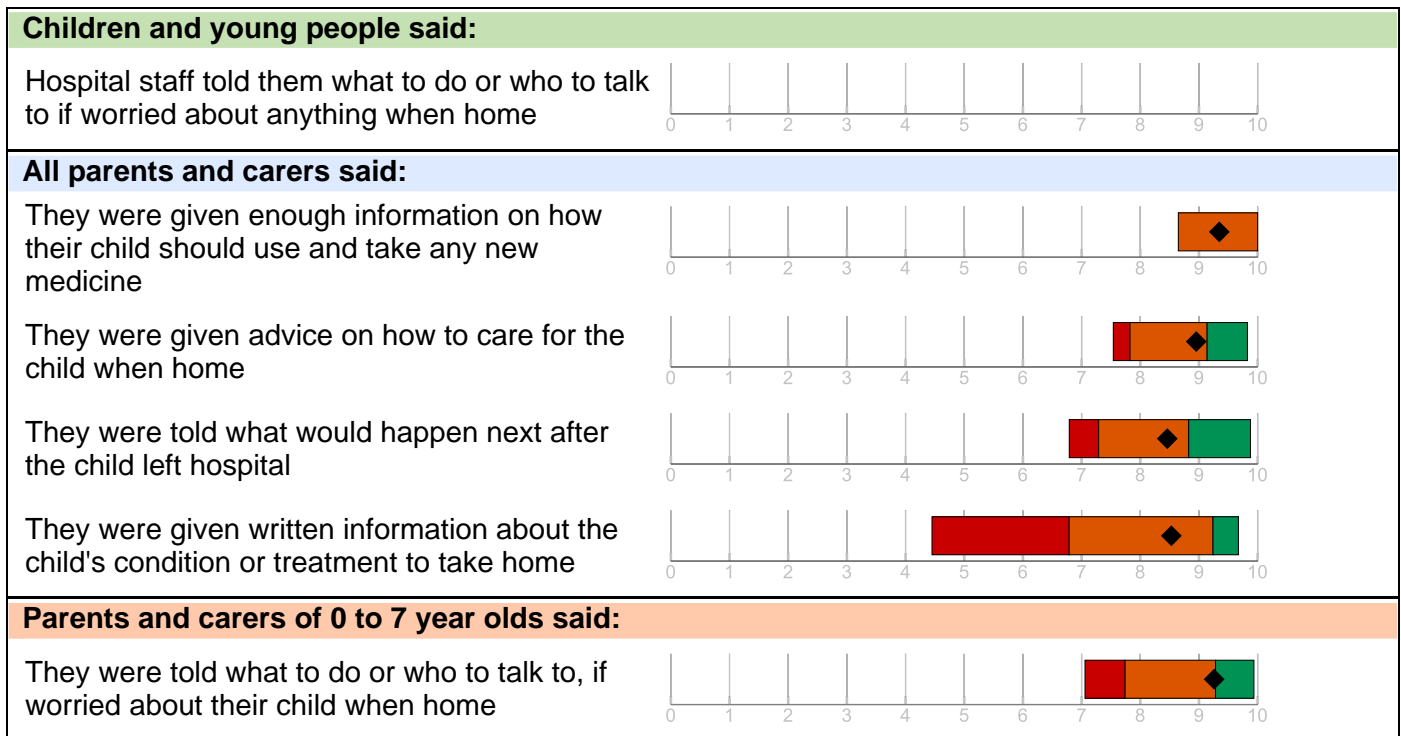 Children and young people said:
Hospital staff told them what to do or who to talk
to if worried about anything when home
0 1 2 3 4 5 6 7 8 9 10
All parents and carers said:
They were given enough information on how
their child should use and take any new
medicine
0 1 2 3 4 5 6 7 8 9 10
They were given advice on how to care for the
child when home
0 1 2 3 4 5 6 7 8 9 10
They were told what would happen next after
the child left hospital
0 1 2 3 4 5 6 7 8 9 10
They were given written information about the
child's condition or treatment to take home
0 1 2 3 4 5 6 7 8 9 10
Parents and carers of 0 to 7 year olds said:
They were told what to do or who to talk to, if
worried about their child when home
0 1 2 3 4 5 6 7 8 9 10